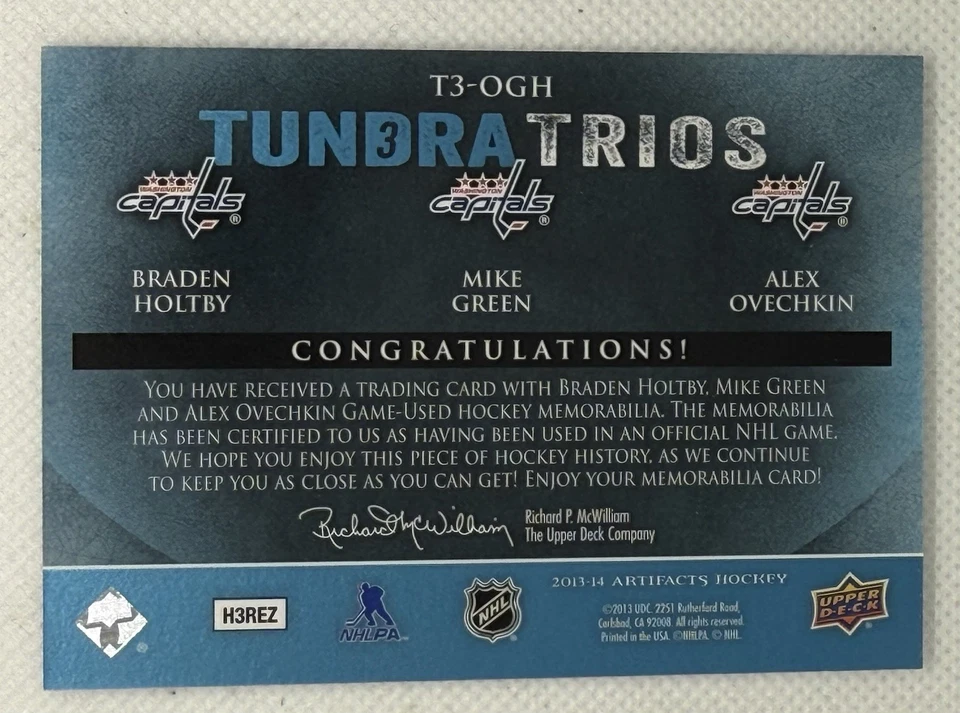 T3-OGH
TUNDRA TRIOS
3
WASHINGTON capitals ®
WASHINGTON capitals ®
WASHINGTON capitals ®
BRADEN HOLTBY
MIKE GREEN
ALEX OVECHKIN
CONGRATULATIONS!
YOU HAVE RECEIVED A TRADING CARD WITH BRADEN HOLTBY, MIKE GREEN
AND ALEX OVECHKIN GAME-USED HOCKEY MEMORABILIA. THE MEMORABILIA
HAS BEEN CERTIFIED TO US AS HAVING BEEN USED IN AN OFFICIAL NHL GAME.
WE HOPE YOU ENJOY THIS PIECE OF HOCKEY HISTORY, AS WE CONTINUE
TO KEEP YOU AS CLOSE AS YOU CAN GET! ENJOY YOUR MEMORABILIA CARD!
Richard McWilliam
Richard P. McWilliam
The Upper Deck Company
H3REZ
NHLPA
NHL
2013-14 ARTIFACTS HOCKEY
©2013 UDC. 2251 Rutherford Road,
Carlsbad, CA 92008. All rights reserved.
Printed in the USA. ©NHLPA. © NHL.
UPPER DECK